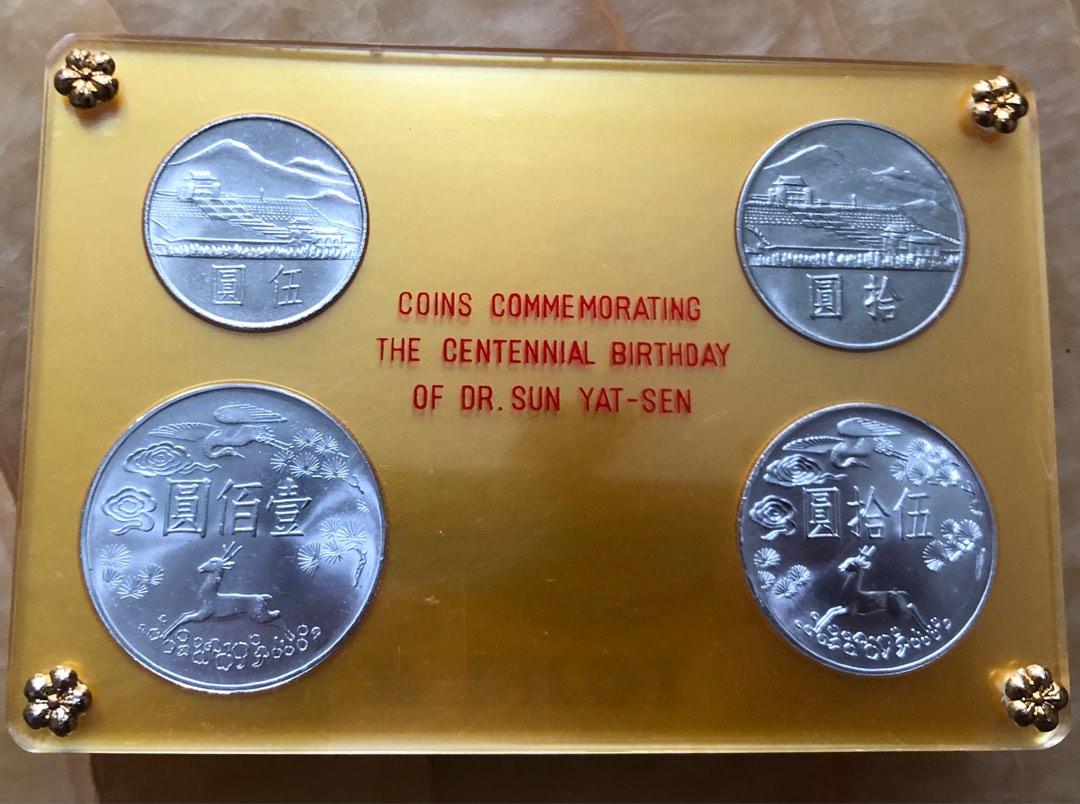 圓 伍
圓 拾
COINS COMMEMORATING
THE CENTENNIAL BIRTHDAY
OF DR. SUN YAT-SEN
圓佰壹
圓拾伍